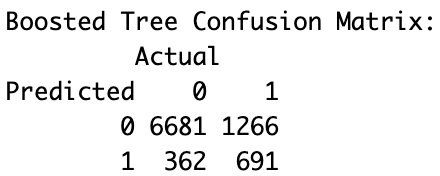 Boosted Tree Confusion Matrix:
Actual
Predicted 0 1
0 6681 1266
1 362 691